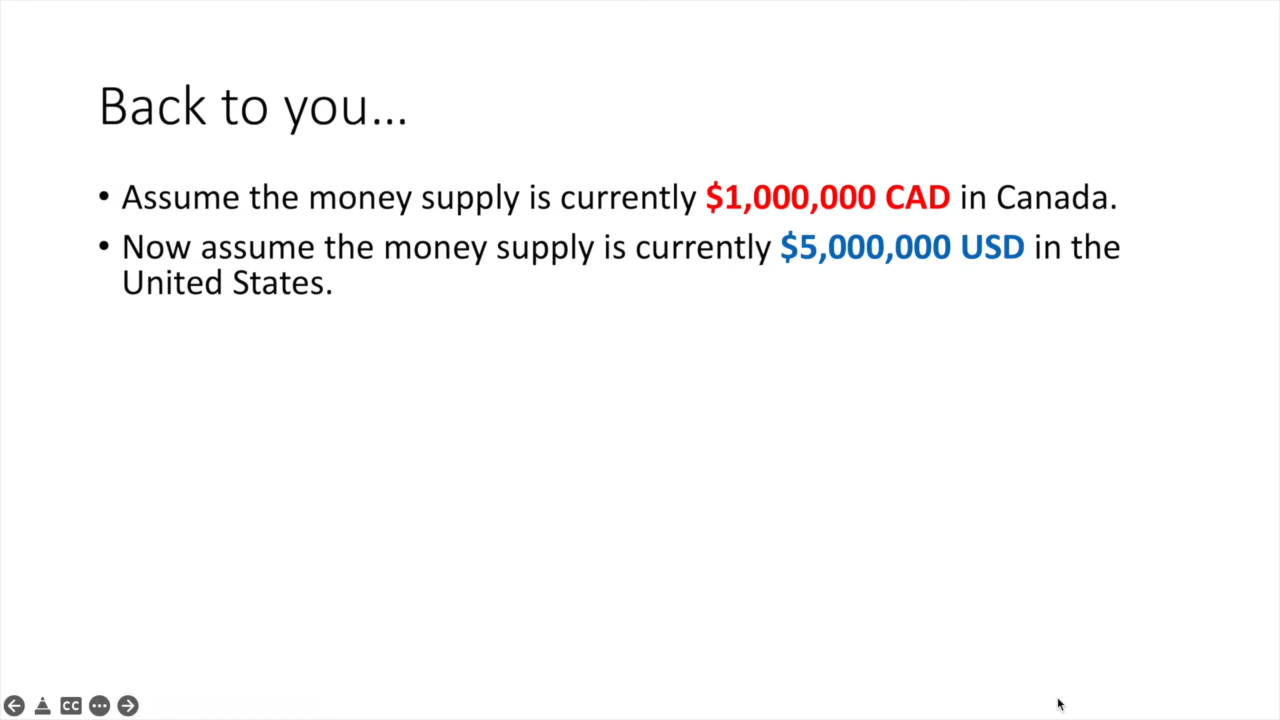 Back to you...
• Assume the money supply is currently $1,000,000 CAD in Canada.
• Now assume the money supply is currently $5,000,000 USD in the
United States.
CC